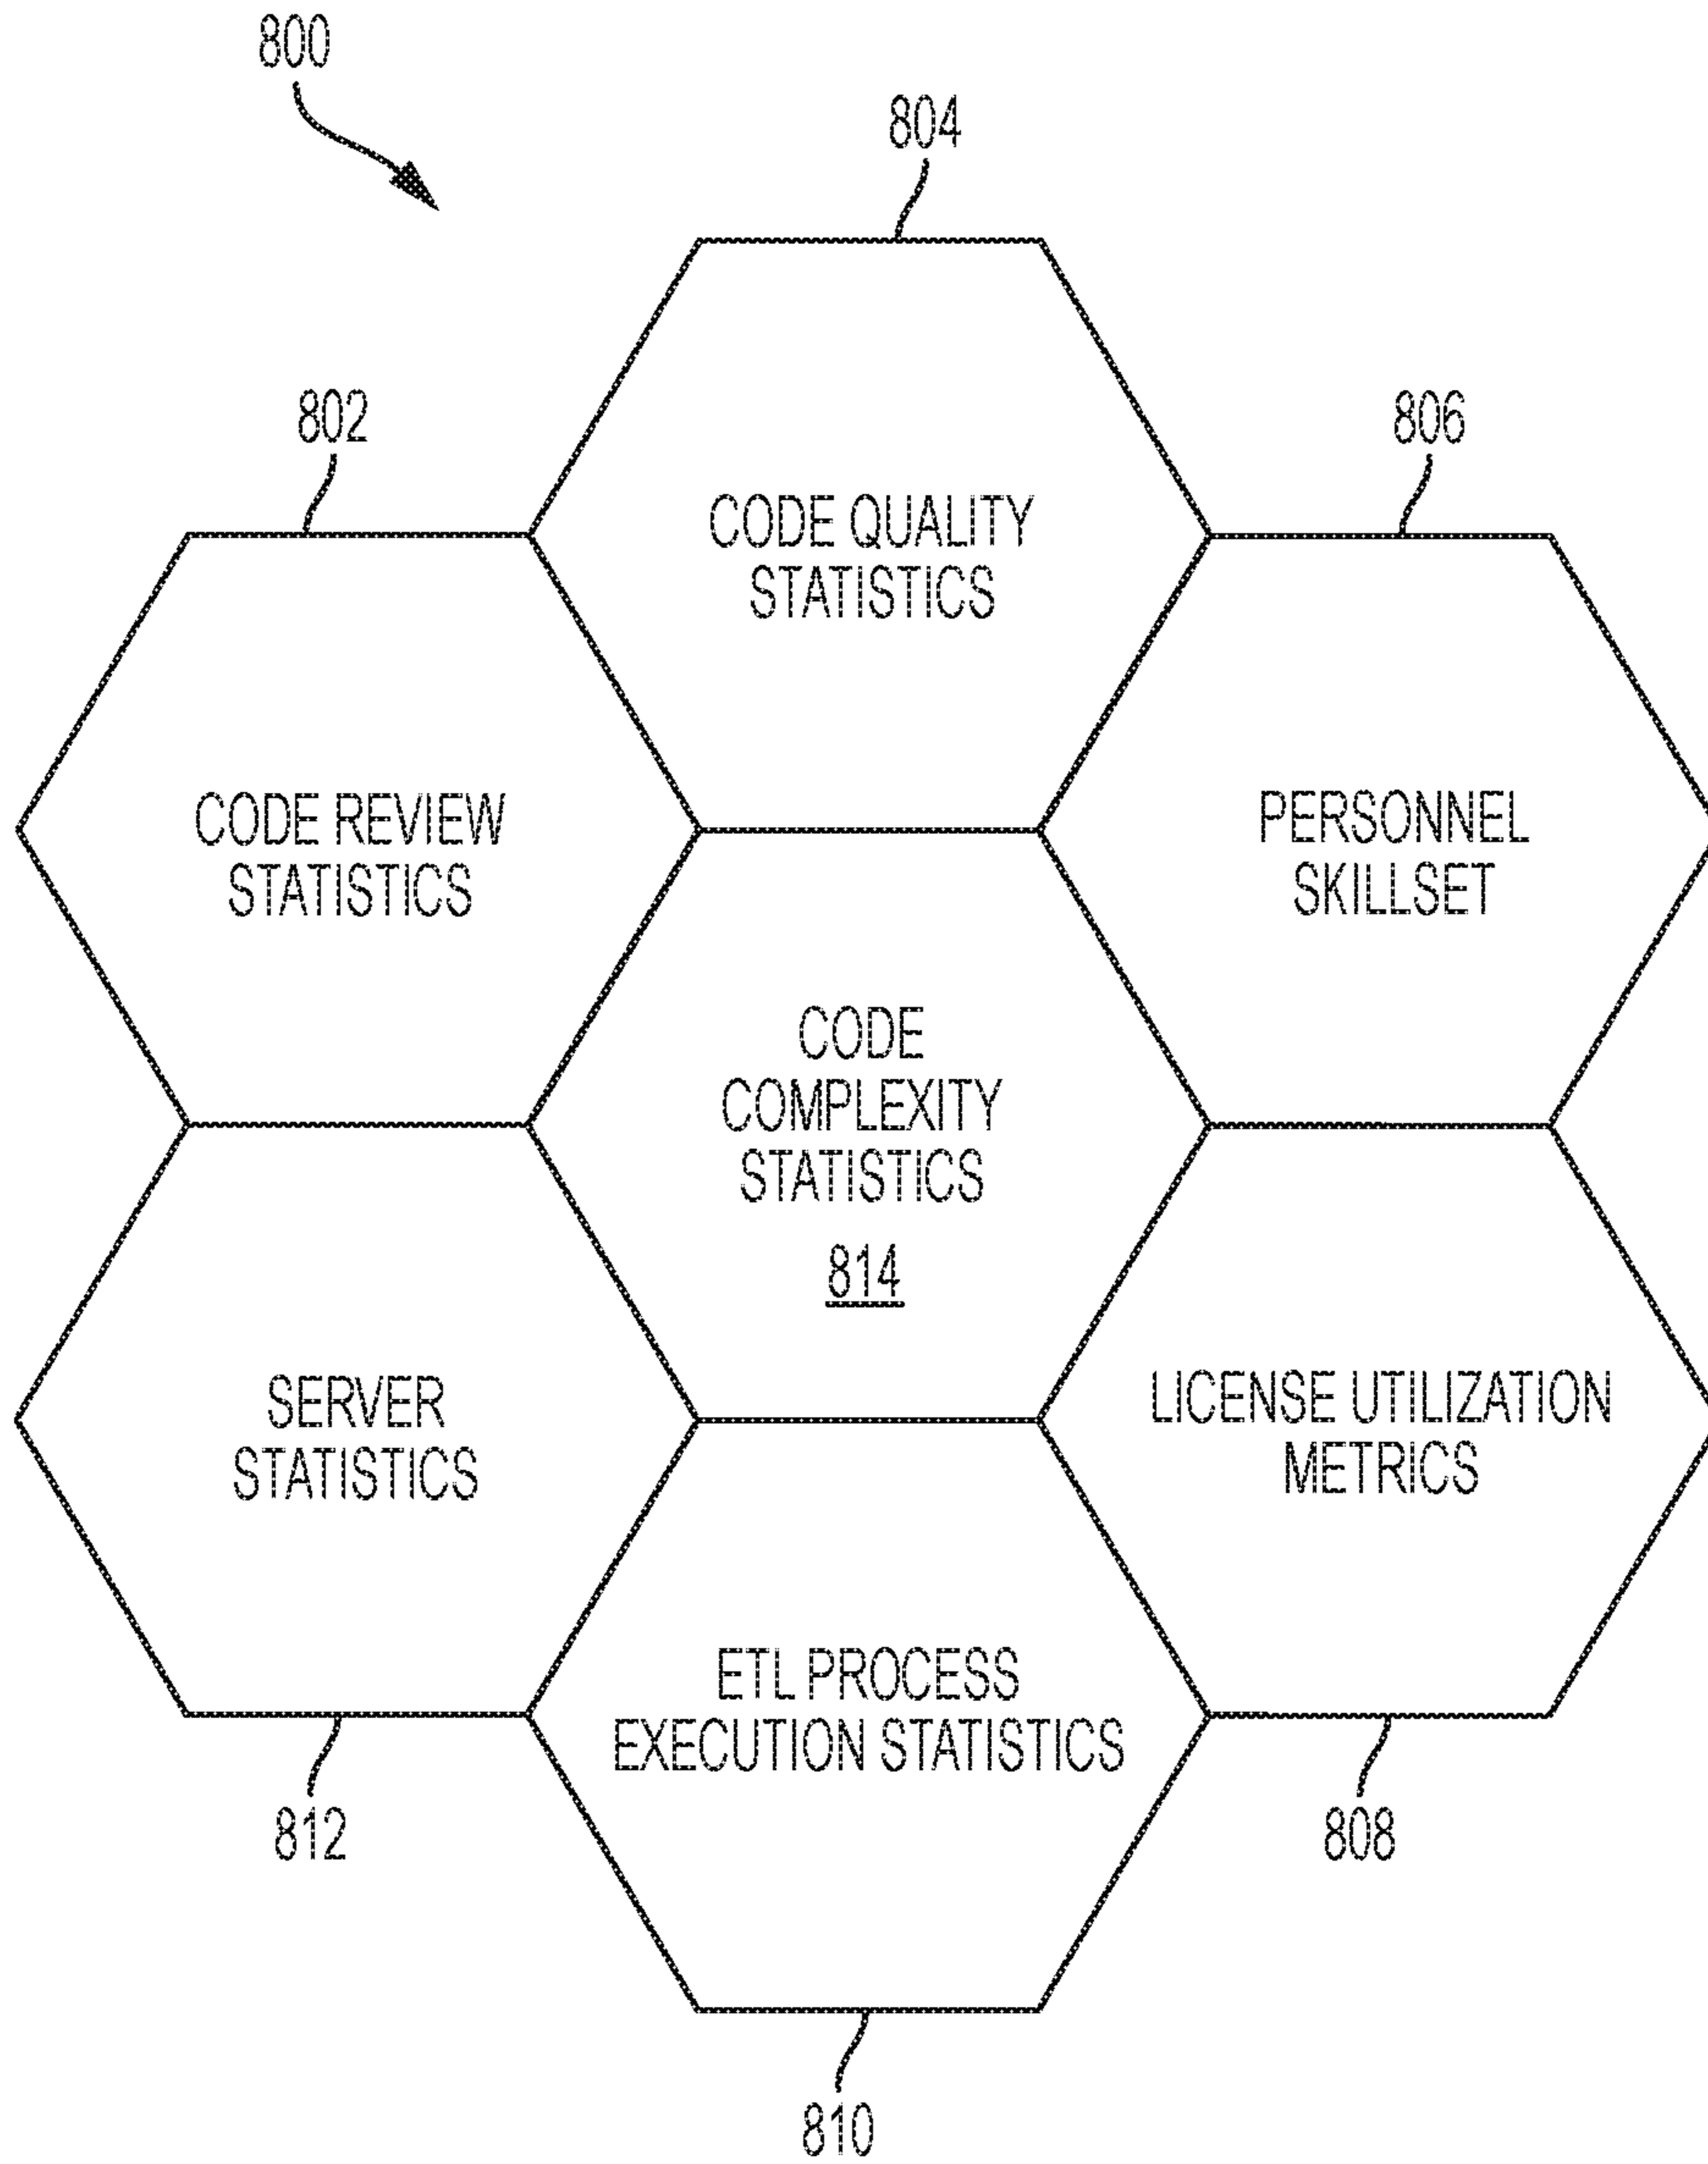 800
804
802
806
CODE QUALITY
STATISTICS
CODE REVIEW
STATISTICS
PERSONNEL
SKILLSET
CODE
COMPLEXITY
STATISTICS
814
SERVER
STATISTICS
LICENSE UTILIZATION
METRICS
ETL PROCESS
EXECUTION STATISTICS
812
808
810